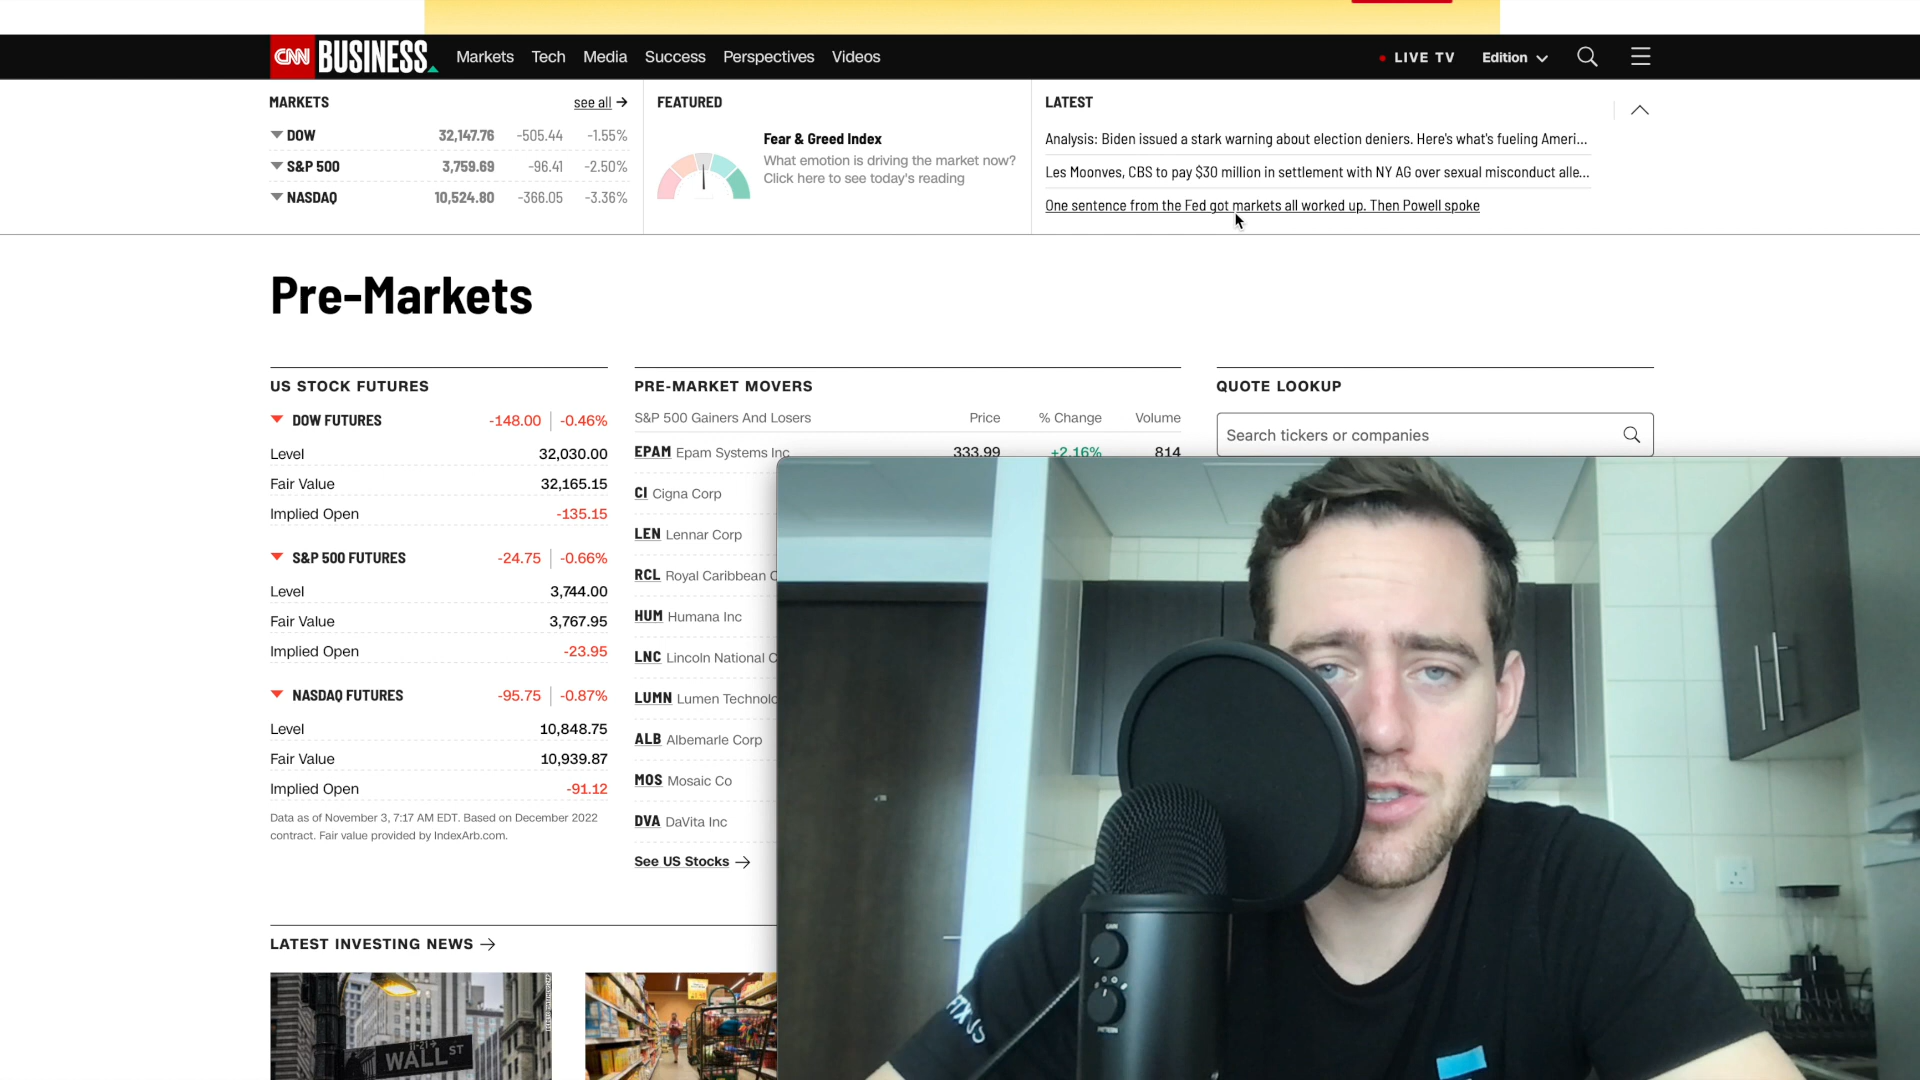 CNN BUSINESS Markets Tech Media Success Perspectives Videos LIVE TV Edition
MARKETS see all →
DOW 32,147.76 -505.44 -1.55%
S&P 500 3,759.69 -96.41 -2.50%
NASDAQ 10,524.80 -366.05 -3.36%
FEATURED
Fear & Greed Index
What emotion is driving the market now?
Click here to see today's reading
LATEST
Analysis: Biden issued a stark warning about election deniers. Here's what's fueling Ameri...
Les Moonves, CBS to pay $30 million in settlement with NY AG over sexual misconduct alle...
One sentence from the Fed got markets all worked up. Then Powell spoke
Pre-Markets
US STOCK FUTURES
DOW FUTURES -148.00 -0.46%
Level 32,030.00
Fair Value 32,165.15
Implied Open -135.15
S&P 500 FUTURES -24.75 -0.66%
Level 3,744.00
Fair Value 3,767.95
Implied Open -23.95
NASDAQ FUTURES -95.75 -0.87%
Level 10,848.75
Fair Value 10,939.87
Implied Open -91.12
Data as of November 3, 7:17 AM EDT. Based on December 2022
contract. Fair value provided by IndexArb.com.
PRE-MARKET MOVERS
S&P 500 Gainers And Losers Price % Change Volume
EPAM Epam Systems Inc 333.99 +2.16% 814
CI Cigna Corp
LEN Lennar Corp
RCL Royal Caribbean
HUM Humana Inc
LNC Lincoln National
LUMN Lumen
ALB Albemarle Corp
MOS Mosaic Co
DVA DaVita Inc
See US Stocks →
QUOTE LOOKUP
Search tickers or companies
LATEST INVESTING NEWS →
WALL ST